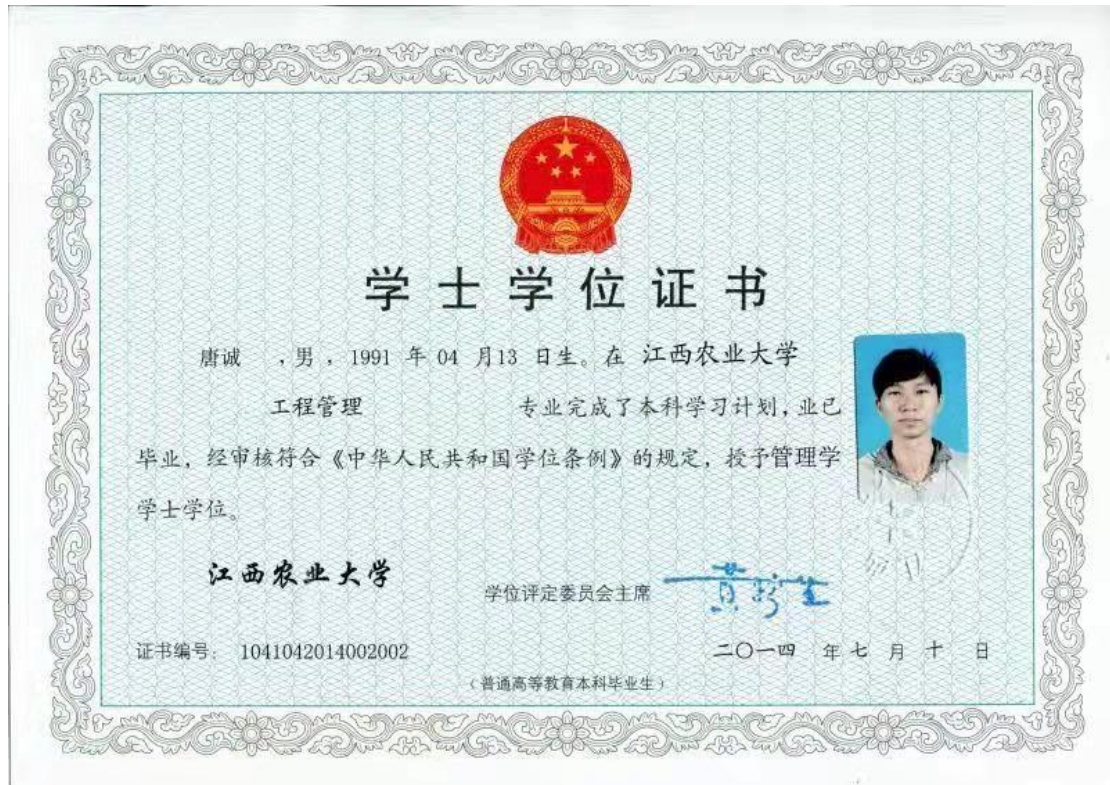 学士学位证书
唐诚 ，男，1991 年 04 月13 日生。在 江西农业大学
工程管理 专业完成了本科学习计划，业已
毕业，经审核符合《中华人民共和国学位条例》的规定，授予管理学
学士学位。
江西农业大学
学位评定委员会主席
证书编号：1041042014002002
二〇一四 年 七 月 十 日
（普通高等教育本科毕业生）